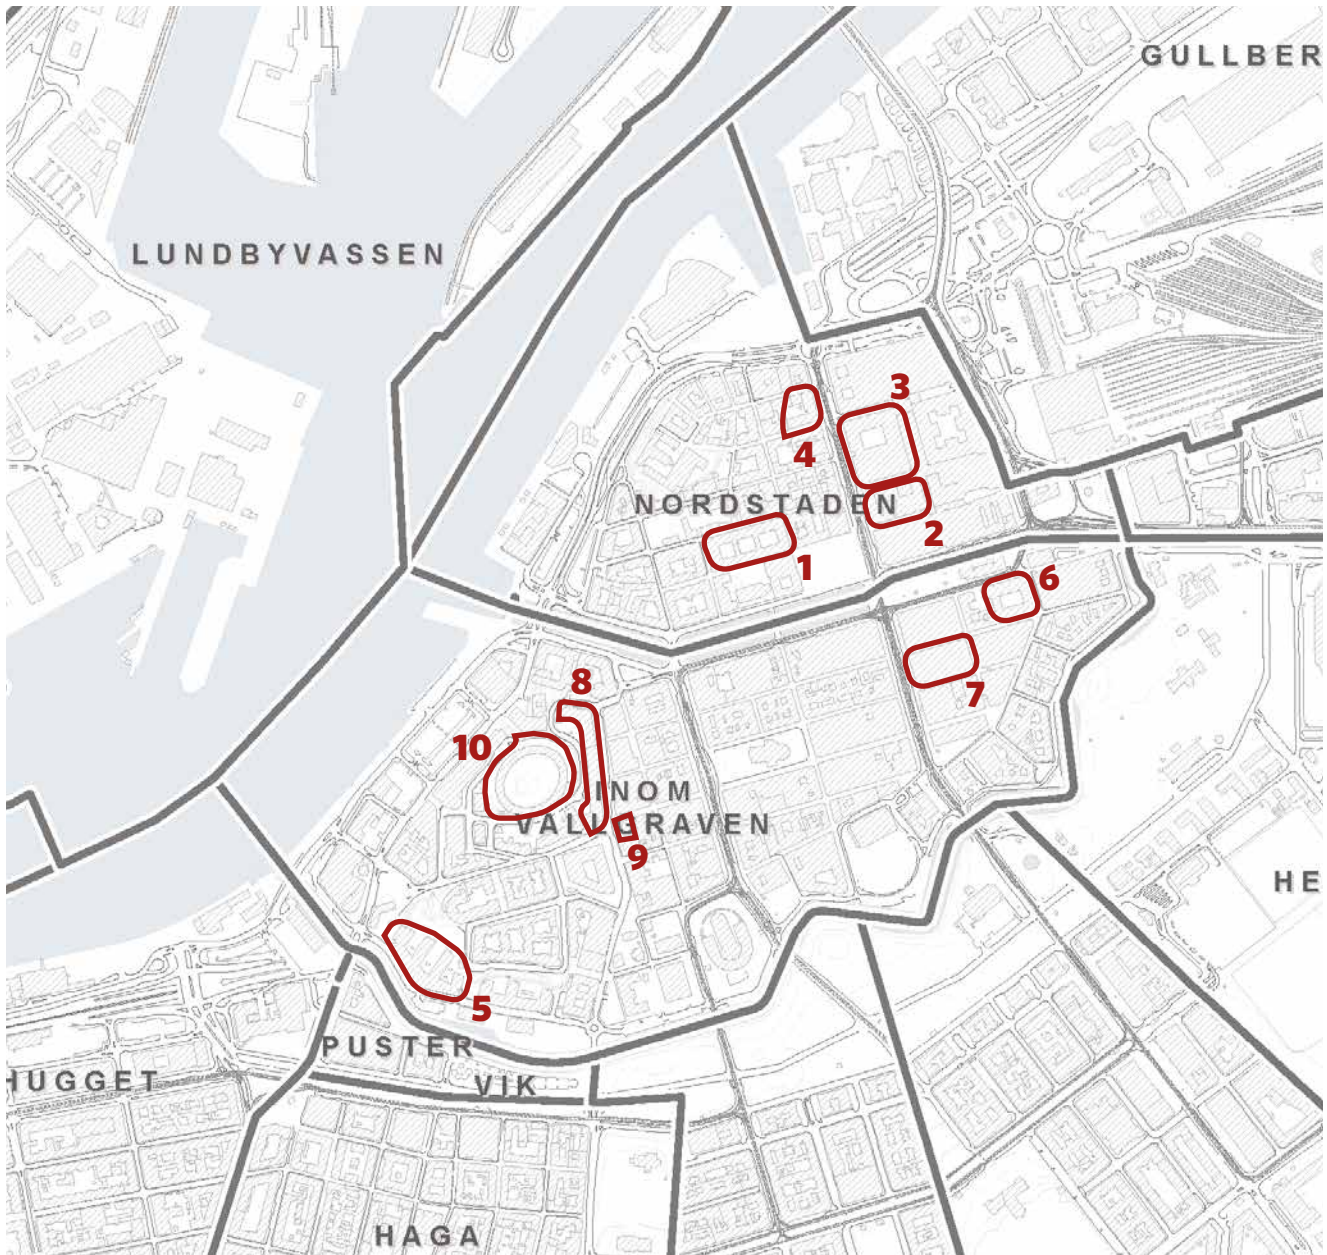 GULLBER
LUNDBYVASSEN
3
4
NORDSTADEN
2
1
6
7
8
10
INOM
VALLGRAVEN
9
HE
5
PUSTER
VIK
HUGGET
HAGA